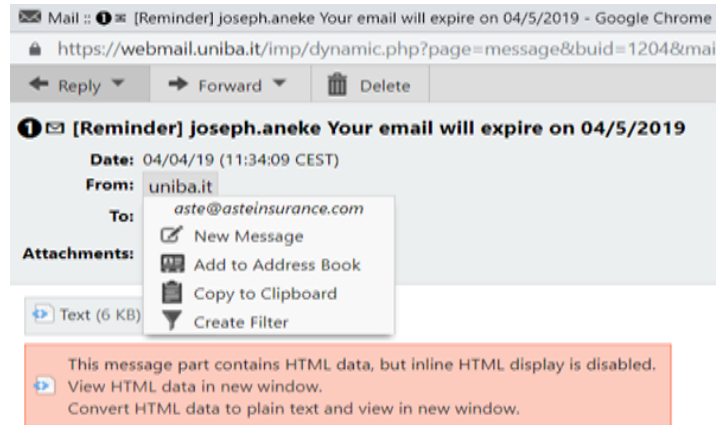 Mail :: ❶ ✉ [Reminder] joseph.aneke Your email will expire on 04/5/2019 - Google Chrome
https://webmail.uniba.it/imp/dynamic.php?page=message&buid=1204&mai
Reply Forward Delete
❶ ✉ [Reminder] joseph.aneke Your email will expire on 04/5/2019
Date: 04/04/19 (11:34:09 CEST)
From: uniba.it
aste@asteinsurance.com
To:
New Message
Add to Address Book
Attachments:
Copy to Clipboard
Text (6 KB)
Create Filter
This message part contains HTML data, but inline HTML display is disabled.
View HTML data in new window.
Convert HTML data to plain text and view in new window.